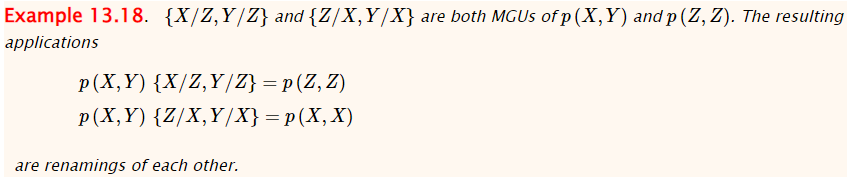 Example 13.18. {X/Z,Y/Z} and {Z/X,Y/X} are both MGUs of p(X,Y) and p(Z,Z). The resulting
applications
p(X,Y) {X/Z,Y/Z} = p(Z,Z)
p(X,Y) {Z/X,Y/X} = p(X,X)
are renamings of each other.